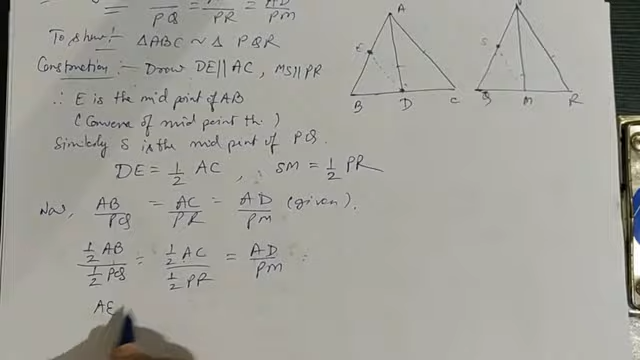 PQ PR = AD/PM
To show :- ΔABC ~ Δ PQR
Construction :- Draw DE||AC, MS||PR
∴ E is the mid point of AB
(Converse of mid point th.)
Similarly S is the mid point of PQ.
DE = 1/2 AC , SM = 1/2 PR
Now, AB/PQ = AC/PR = AD/PM (given).
1/2 AB / 1/2 PQ = 1/2 AC / 1/2 PR = AD/PM =
AE
A
E
B
D
C
S
M
R